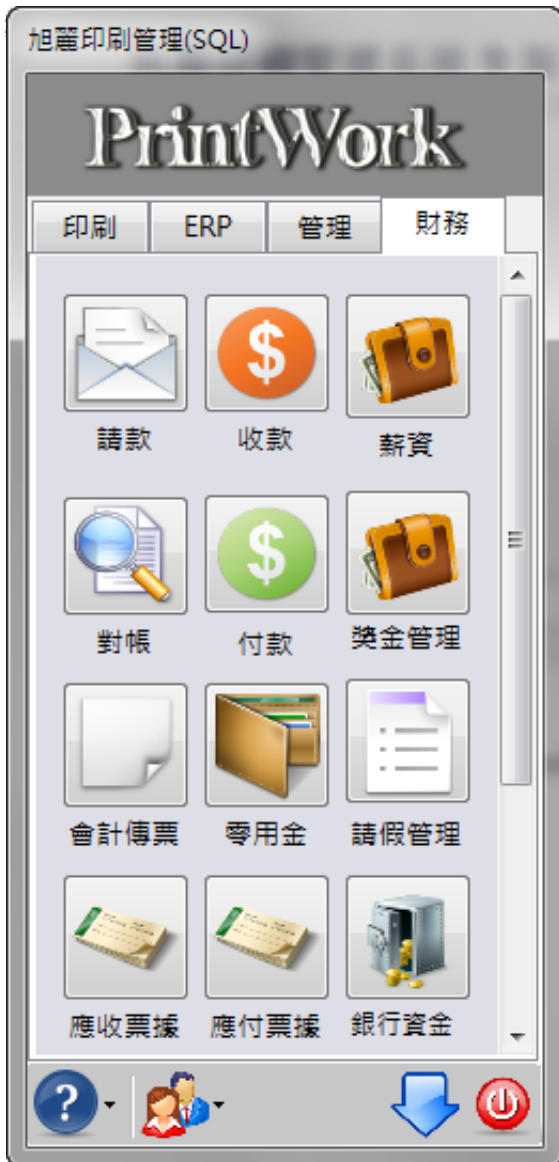 旭麗印刷管理(SQL)
PrintWork
印刷 ERP 管理 財務
請款 收款 薪資
對帳 付款 獎金管理
會計傳票 零用金 請假管理
應收票據 應付票據 銀行資金